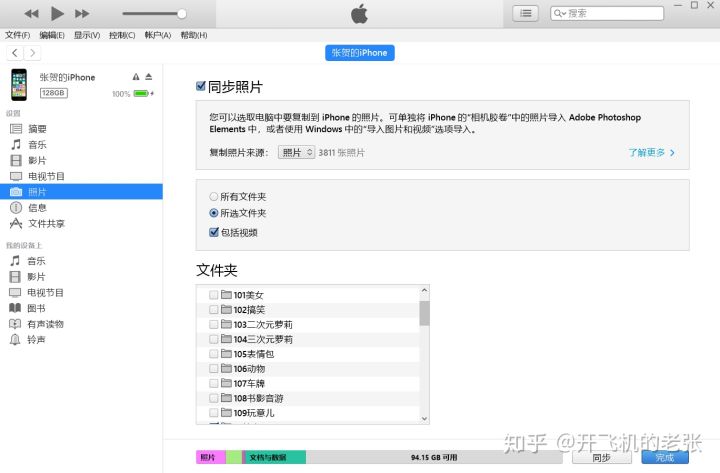 搜索
文件(F) 编辑(E) 显示(V) 控制(C) 帐户(A) 帮助(H)
张贺的iPhone
张贺的iPhone
128GB 100%
设置
摘要
音乐
影片
电视节目
照片
信息
文件共享
我的设备上
音乐
影片
电视节目
图书
有声读物
铃声
同步照片
您可以选取电脑中要复制到 iPhone 的照片。可单独将 iPhone 的“相机胶卷”中的照片导入 Adobe Photoshop
Elements 中，或者使用 Windows 中的“导入图片和视频”选项导入。
复制照片来源： 照片 3811 张照片 了解更多
所有文件夹
所选文件夹
包括视频
文件夹
101美女
102搞笑
103二次元萝莉
104三次元萝莉
105表情包
106动物
107车牌
108书影音游
109玩意儿
照片 文档与数据 94.15 GB 可用 同步 完成
知乎 @开飞机的老张